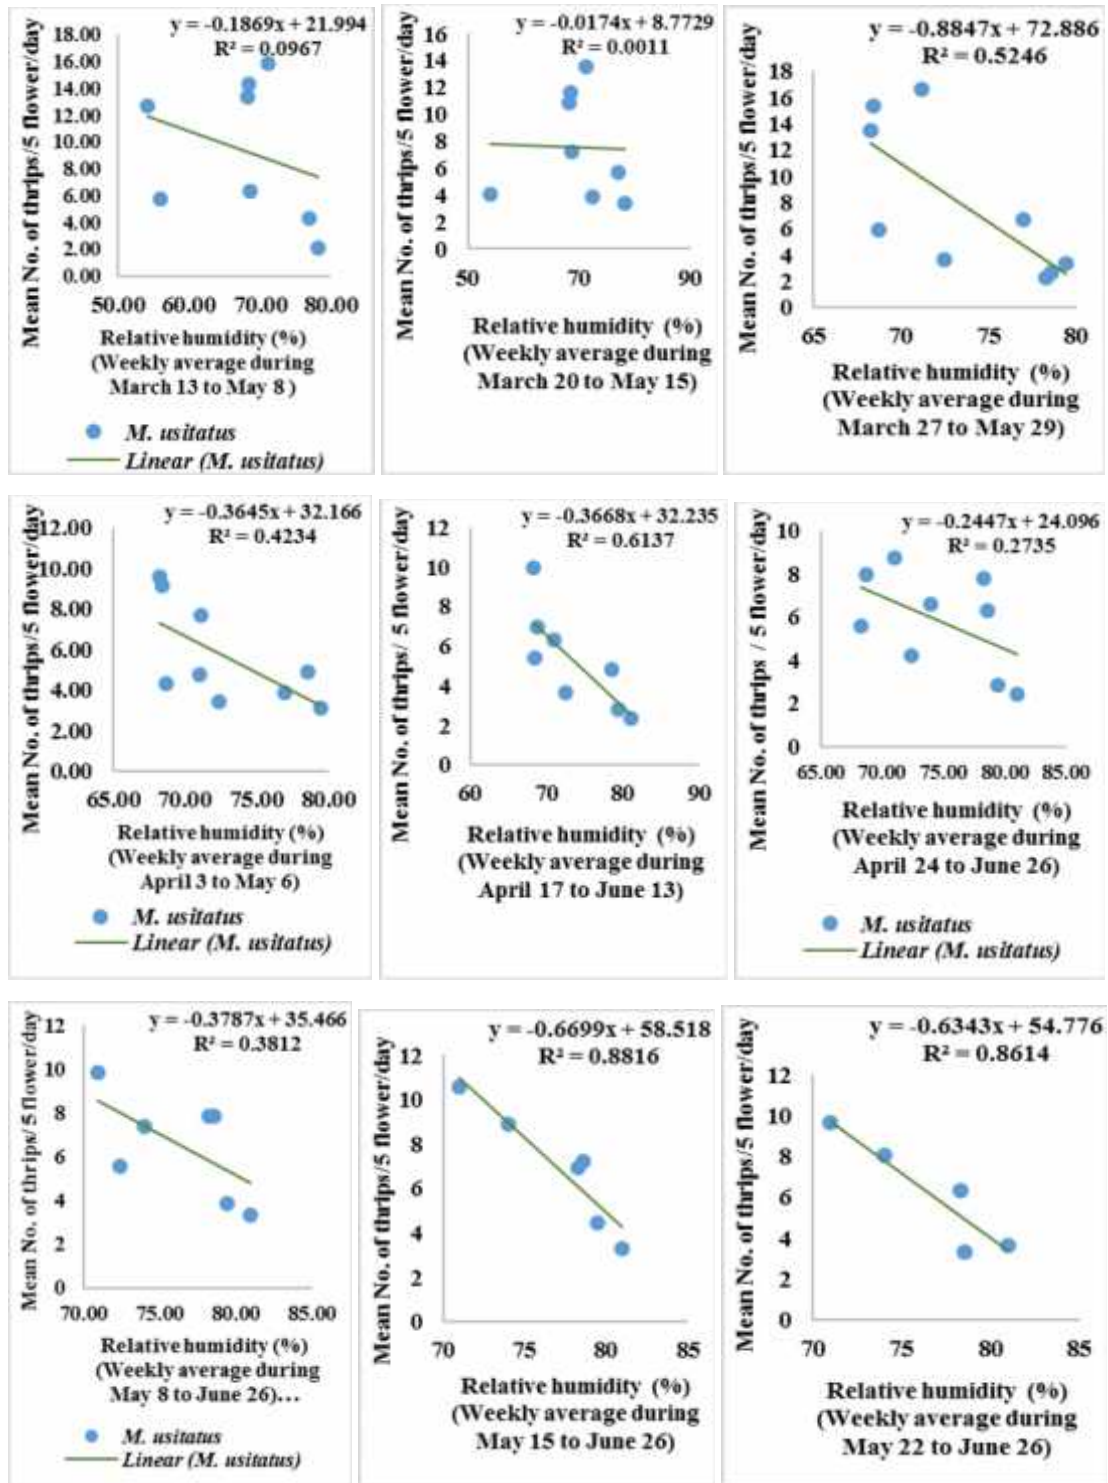 y = -0.1869x + 21.994
R² = 0.0967
Mean No. of thrips/5 flower/day
18.00
16.00
14.00
12.00
10.00
8.00
6.00
4.00
2.00
0.00
50.00 60.00 70.00 80.00
Relative humidity (%)
(Weekly average during
March 13 to May 8 )
M. usitatus
Linear (M. usitatus)
y = -0.0174x + 8.7729
R² = 0.0011
Mean No. of thrips/5 flower/day
16
14
12
10
8
6
4
2
0
50 70 90
Relative humidity (%)
(Weekly average during
March 20 to May 15)
y = -0.8847x + 72.886
R² = 0.5246
Mean No. of thrips/5 flower/day
18
16
14
12
10
8
6
4
2
0
65 70 75 80
Relative humidity (%)
(Weekly average during
March 27 to May 29)
y = -0.3645x + 32.166
R² = 0.4234
Mean No. of thrips/5 flower/day
12.00
10.00
8.00
6.00
4.00
2.00
0.00
65.00 70.00 75.00 80.00
Relative humidity (%)
(Weekly average during
April 3 to May 6)
M. usitatus
Linear (M. usitatus)
y = -0.3668x + 32.235
R² = 0.6137
Mean No. of thrips/ 5 flower/day
12
10
8
6
4
2
0
60 70 80 90
Relative humidity (%)
(Weekly average during
April 17 to June 13)
y = -0.2447x + 24.096
R² = 0.2735
Mean No. of thrips / 5 flower/day
10
8
6
4
2
0
65.00 70.00 75.00 80.00 85.00
Relative humidity (%)
(Weekly average during
April 24 to June 26)
M. usitatus
Linear (M. usitatus)
y = -0.3787x + 35.466
R² = 0.3812
Mean No. of thrips/ 5 flower/day
12
10
8
6
4
2
0
70.00 75.00 80.00 85.00
Relative humidity (%)
(Weekly average during
May 8 to June 26)…
M. usitatus
Linear (M. usitatus)
y = -0.6699x + 58.518
R² = 0.8816
Mean No. of thrips/5 flower/day
12
10
8
6
4
2
0
70 75 80 85
Relative humidity (%)
(Weekly average during
May 15 to June 26)
y = -0.6343x + 54.776
R² = 0.8614
Mean No. of thrips/5 flower/day
12
10
8
6
4
2
0
70 75 80 85
Relative humidity (%)
(Weekly average during
May 22 to June 26)